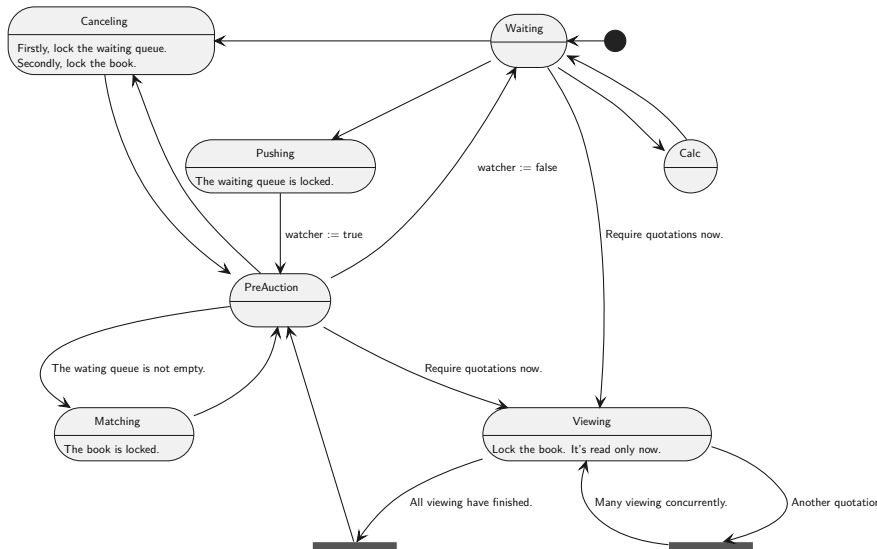 Canceling
Firstly, lock the waiting queue.
Secondly, lock the book.
Waiting
Pushing
The waiting queue is locked.
Calc
watcher := false
watcher := true
Require quotations now.
PreAuction
The wating queue is not empty.
Require quotations now.
Matching
The book is locked.
Viewing
Lock the book. It's read only now.
All viewing have finished.
Many viewing concurrently.
Another quotation